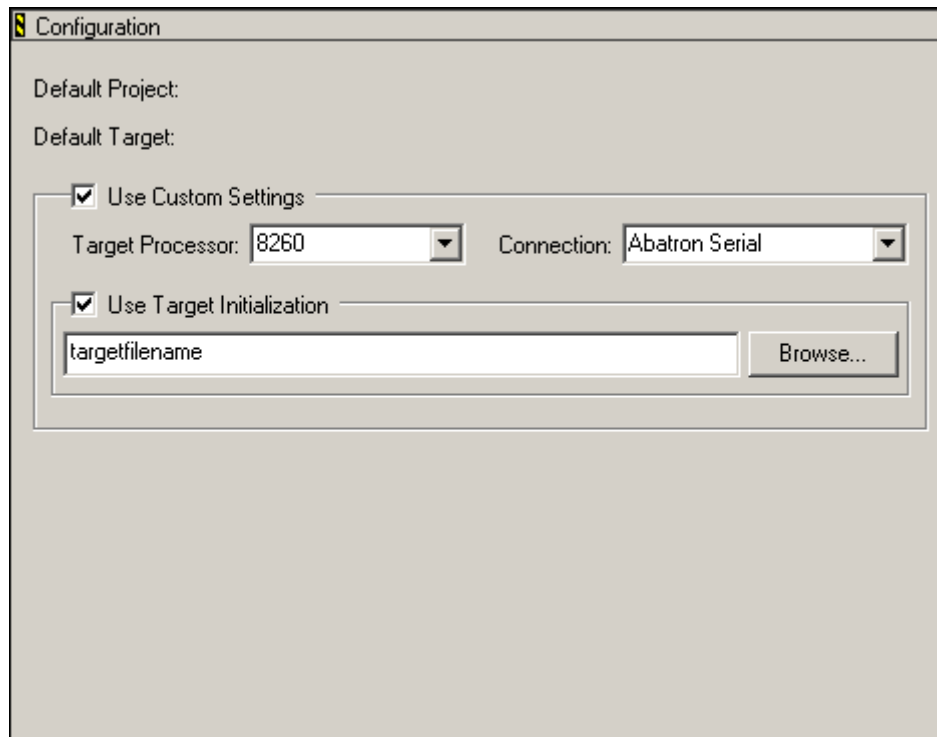 Configuration
Default Project:
Default Target:
Use Custom Settings
Target Processor: 8260 Connection: Abatron Serial
Use Target Initialization
targetfilename Browse...